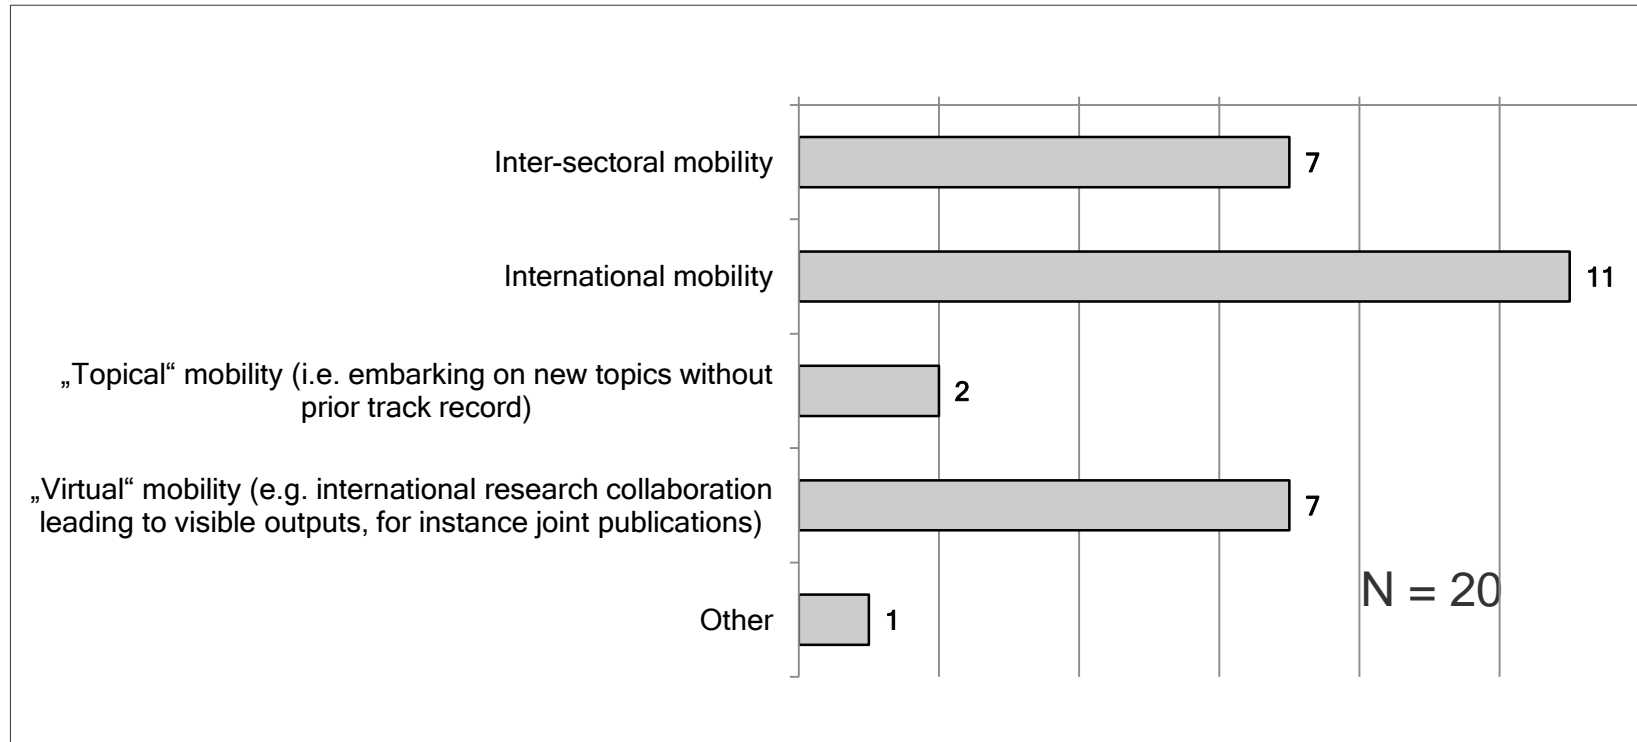 Inter-sectoral mobility
7
International mobility
11
„Topical“ mobility (i.e. embarking on new topics without
prior track record)
2
„Virtual“ mobility (e.g. international research collaboration
leading to visible outputs, for instance joint publications)
7
N = 20
Other
1